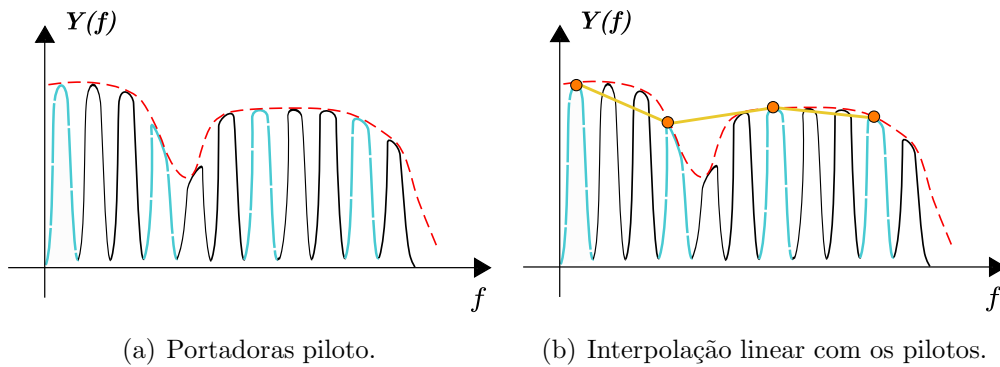 Y(f)
f
(a) Portadoras piloto.
Y(f)
f
(b) Interpolação linear com os pilotos.